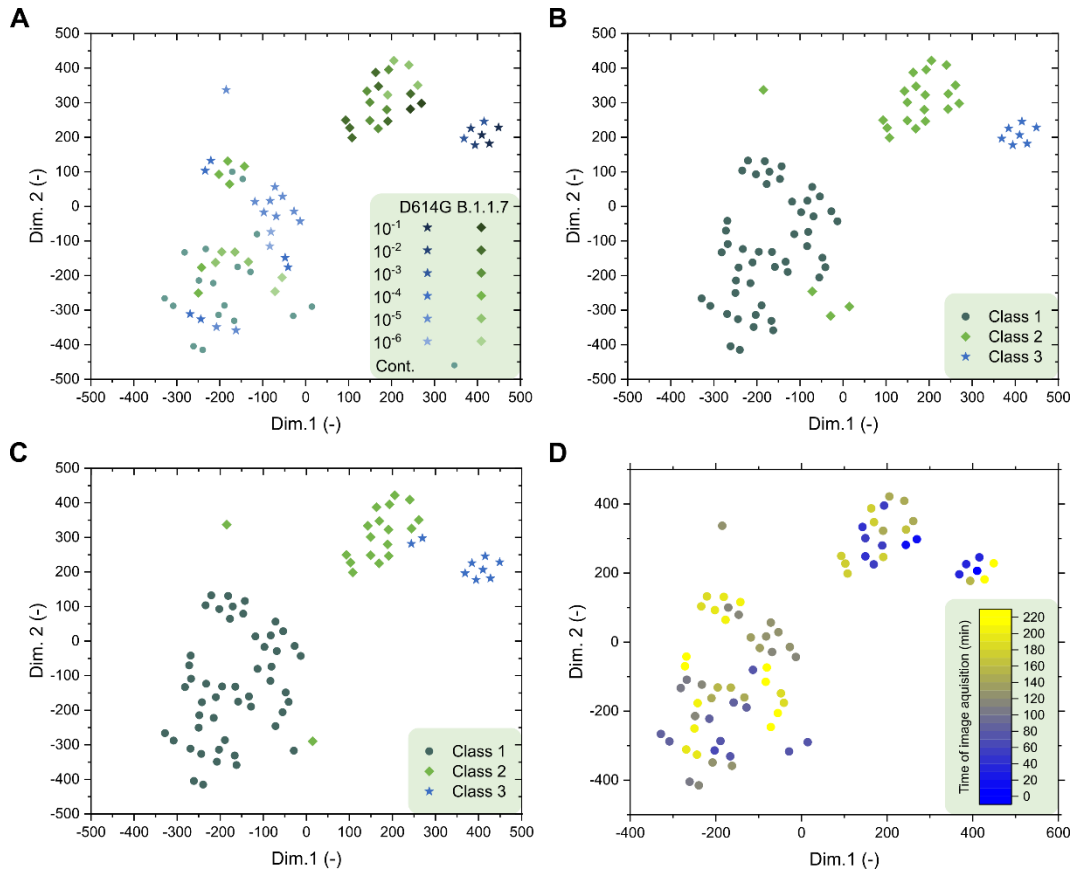 A
500
400
300
200
100
0
-100
-200
-300
-400
-500
-500 -400 -300 -200 -100 0 100 200 300 400 500
Dim. 2 (-)
Dim.1 (-)
D614G B.1.1.7
10-1
10-2
10-3
10-4
10-5
10-6
Cont.
B
500
400
300
200
100
0
-100
-200
-300
-400
-500
-500 -400 -300 -200 -100 0 100 200 300 400 500
Dim. 2 (-)
Dim.1 (-)
Class 1
Class 2
Class 3
C
500
400
300
200
100
0
-100
-200
-300
-400
-500
-500 -400 -300 -200 -100 0 100 200 300 400 500
Dim. 2 (-)
Dim.1 (-)
Class 1
Class 2
Class 3
D
400
200
0
-200
-400
-400 -200 0 200 400 600
Dim. 2 (-)
Dim.1 (-)
Time of image aquisition (min)
220
200
180
160
140
120
100
80
60
40
20
0